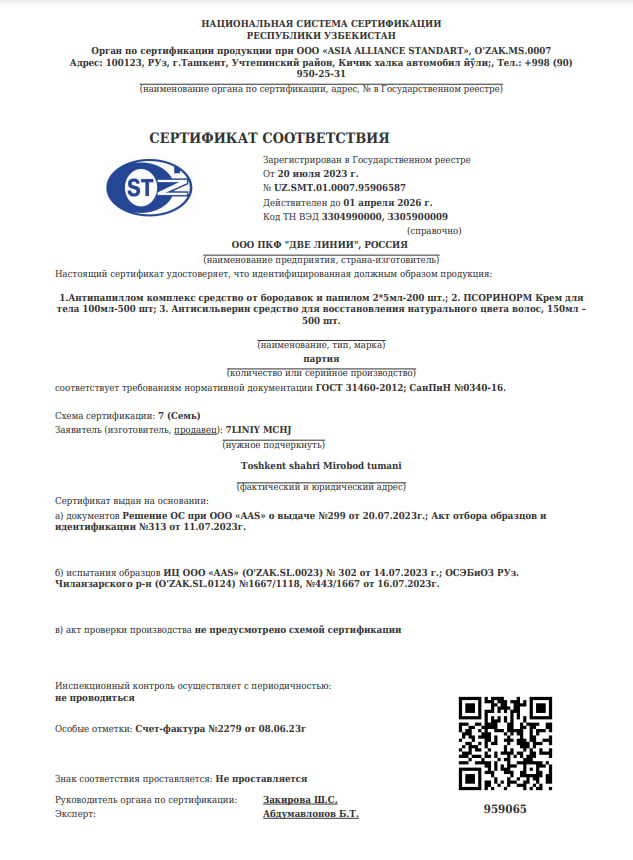 НАЦИОНАЛЬНАЯ СИСТЕМА СЕРТИФИКАЦИИ
РЕСПУБЛИКИ УЗБЕКИСТАН
Орган по сертификации продукции при ООО «ASIA ALLIANCE STANDART», O'ZAK.MS.0007
Адрес: 100123, РУз, г.Ташкент, Учтепинский район, Кичик халка автомобил йўли;, Тел.: +998 (90)
950-25-31
(наименование органа по сертификации, адрес, № в Государственном реестре)
СЕРТИФИКАТ СООТВЕТСТВИЯ
ST
Зарегистрирован в Государственном реестре
От 20 июля 2023 г.
№ UZ.SMT.01.0007.95906587
Действителен до 01 апреля 2026 г.
Код ТН ВЭД 3304990000, 3305900009
(справочно)
ООО ПКФ "ДВЕ ЛИНИИ", РОССИЯ
(наименование предприятия, страна-изготовитель)
Настоящий сертификат удостоверяет, что идентифицированная должным образом продукция:
1.Антипапиллом комплекс средство от бородавок и папилом 2*5мл-200 шт.; 2. ПСОРИНОРМ Крем для
тела 100мл-500 шт; 3. Антисильверин средство для восстановления натурального цвета волос, 150мл –
500 шт.
(наименование, тип, марка)
партия
(количество или серийное производство)
соответствует требованиям нормативной документации ГОСТ 31460-2012; СанПиН №0340-16.
Схема сертификации: 7 (Семь)
Заявитель (изготовитель, продавец): 7LINIY MCHJ
(нужное подчеркнуть)
Toshkent shahri Mirobod tumani
(фактический и юридический адрес)
Сертификат выдан на основании:
а) документов Решение ОС при ООО «AAS» о выдаче №299 от 20.07.2023г.; Акт отбора образцов и
идентификации №313 от 11.07.2023г.
б) испытания образцов ИЦ ООО «AAS» (O'ZAK.SL.0023) № 302 от 14.07.2023 г.; ОСЭБиОЗ РУз.
Чиланзарского р-н (O'ZAK.SL.0124) №1667/1118, №443/1667 от 16.07.2023г.
в) акт проверки производства не предусмотрено схемой сертификации
Инспекционный контроль осуществляет с периодичностью:
не проводиться
Особые отметки: Счет-фактура №2279 от 08.06.23г
Знак соответствия проставляется: Не проставляется
Руководитель органа по сертификации: Закирова Ш.С.
Эксперт: Абдумавлонов Б.Т.
959065